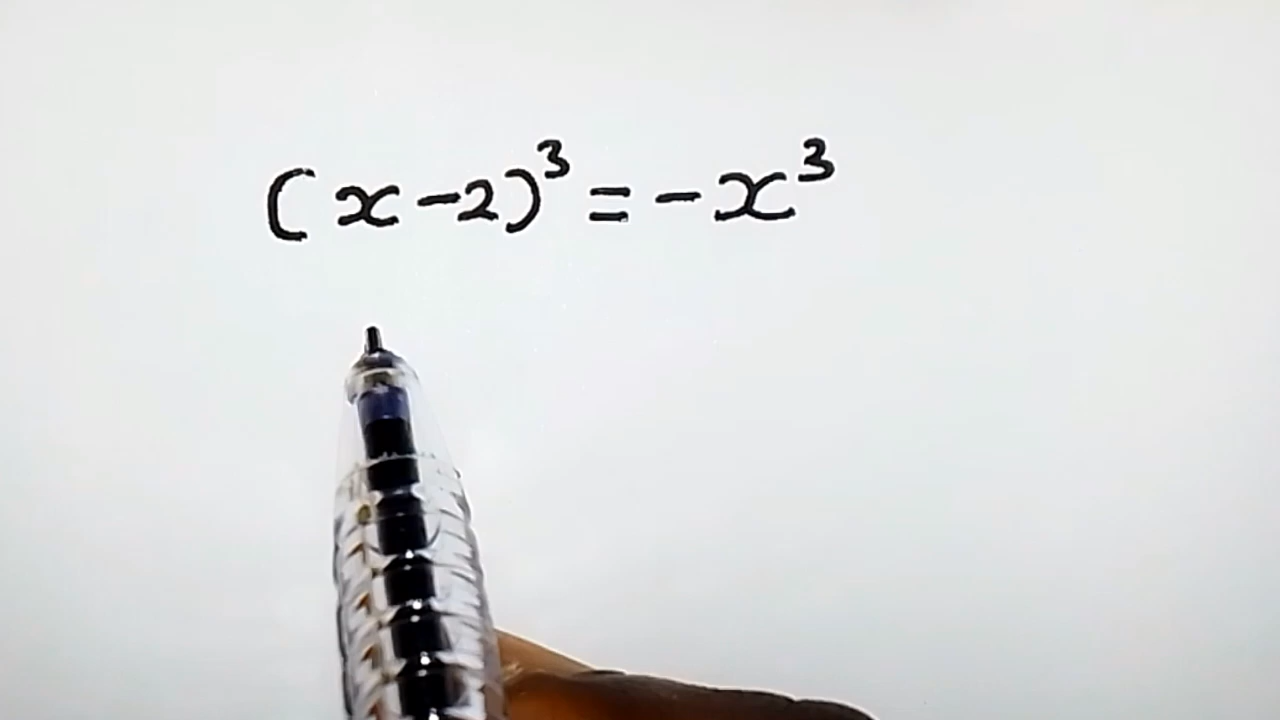 (x-2)³ = -x³